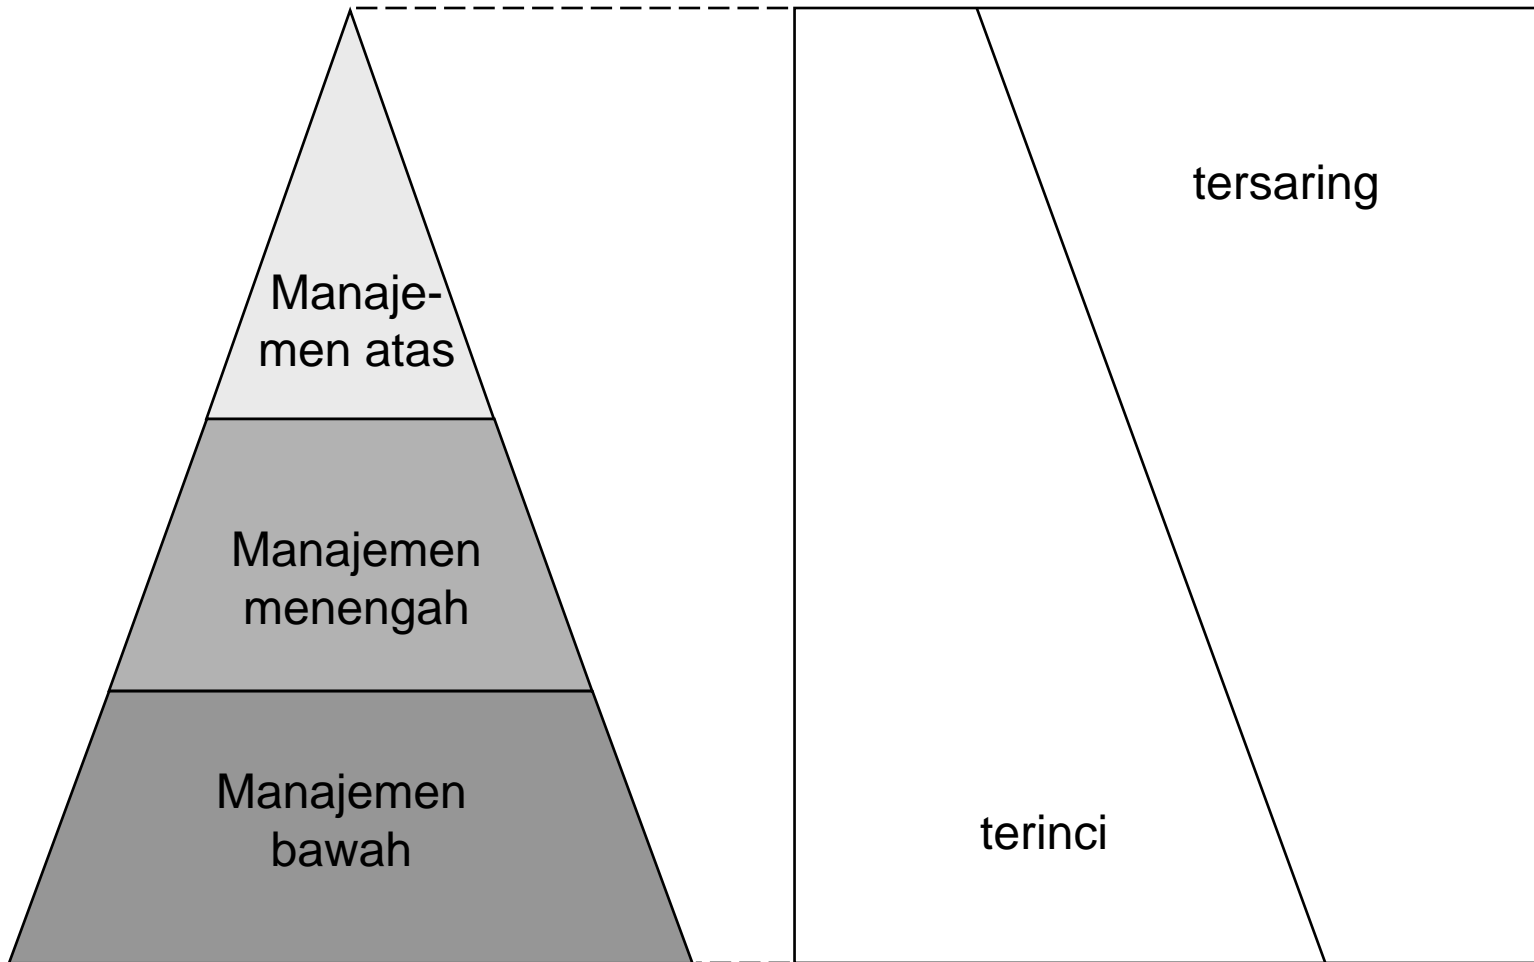 Manaje-
men atas
Manajemen
menengah
Manajemen
bawah
tersaring
terinci